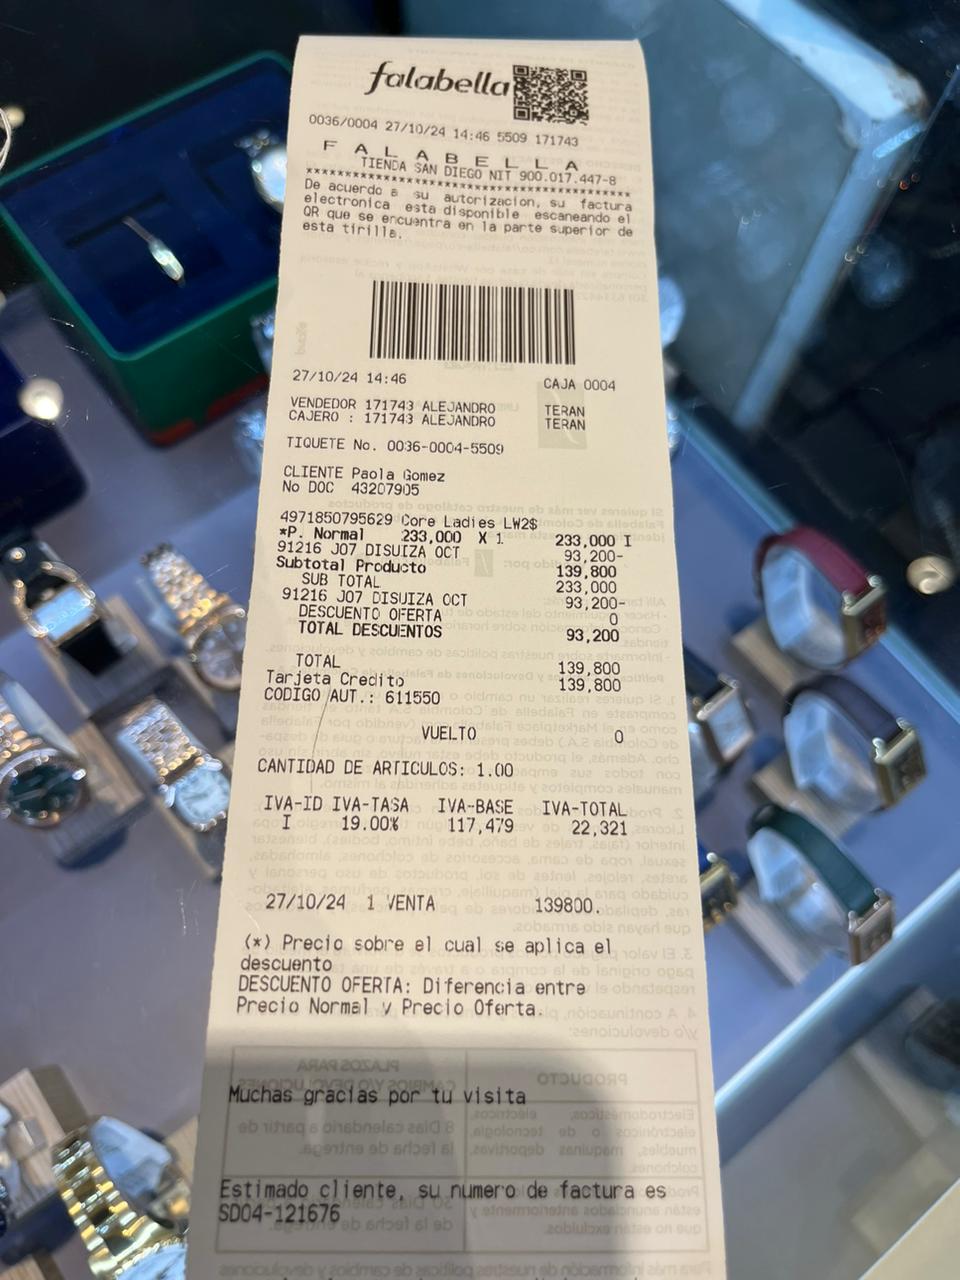 falabella
0036/0004 27/10/24 14:46 5509 171743
F A L A B E L L A
TIENDA SAN DIEGO NIT 900.017.447-8
****************************************
De acuerdo a su autorizacion, su factura
electronica esta disponible escaneando el
QR que se encuentra en la parte superior de
esta tirilla.
27/10/24 14:46 CAJA 0004
VENDEDOR 171743 ALEJANDRO TERAN
CAJERO : 171743 ALEJANDRO TERAN
TIQUETE No. 0036-0004-5509
CLIENTE Paola Gomez
No DOC 43207905
4971850795629 Core Ladies LW2$
*P. Normal 233,000 X 1 233,000 I
91216 J07 DISUIZA OCT 93,200-
Subtotal Producto 139,800
SUB TOTAL 233,000
91216 J07 DISUIZA OCT 93,200-
DESCUENTO OFERTA 0
TOTAL DESCUENTOS 93,200
TOTAL 139,800
Tarjeta Credito 139,800
CODIGO AUT.: 611550
VUELTO 0
CANTIDAD DE ARTICULOS: 1.00
IVA-ID IVA-TASA IVA-BASE IVA-TOTAL
I 19.00% 117,479 22,321
27/10/24 1 VENTA 139800.
(*) Precio sobre el cual se aplica el
descuento
DESCUENTO OFERTA: Diferencia entre
Precio Normal y Precio Oferta.
Muchas gracias por tu visita
Estimado cliente, su numero de factura es
SD04-121676